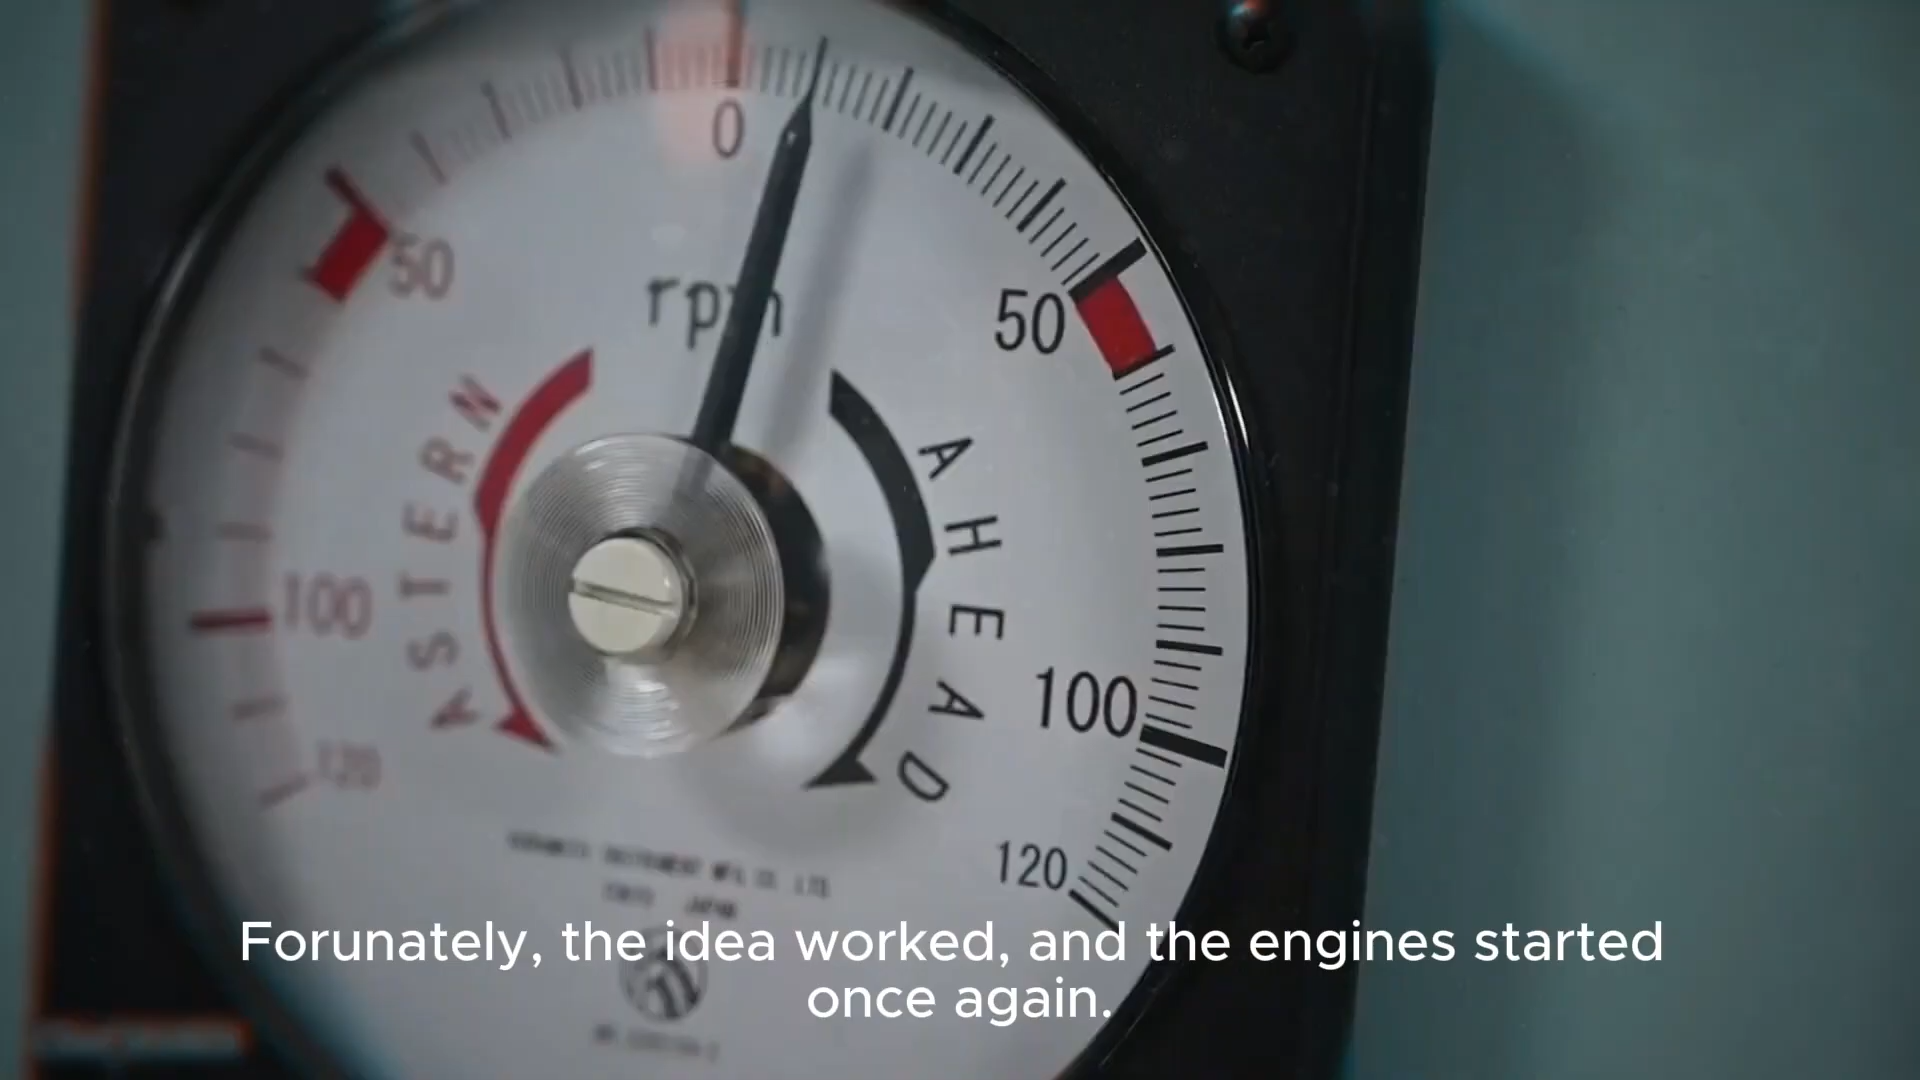 0
50
rpm
50
ASTERN
AHEAD
100
100
120
120
Forunately, the idea worked, and the engines started
once again.